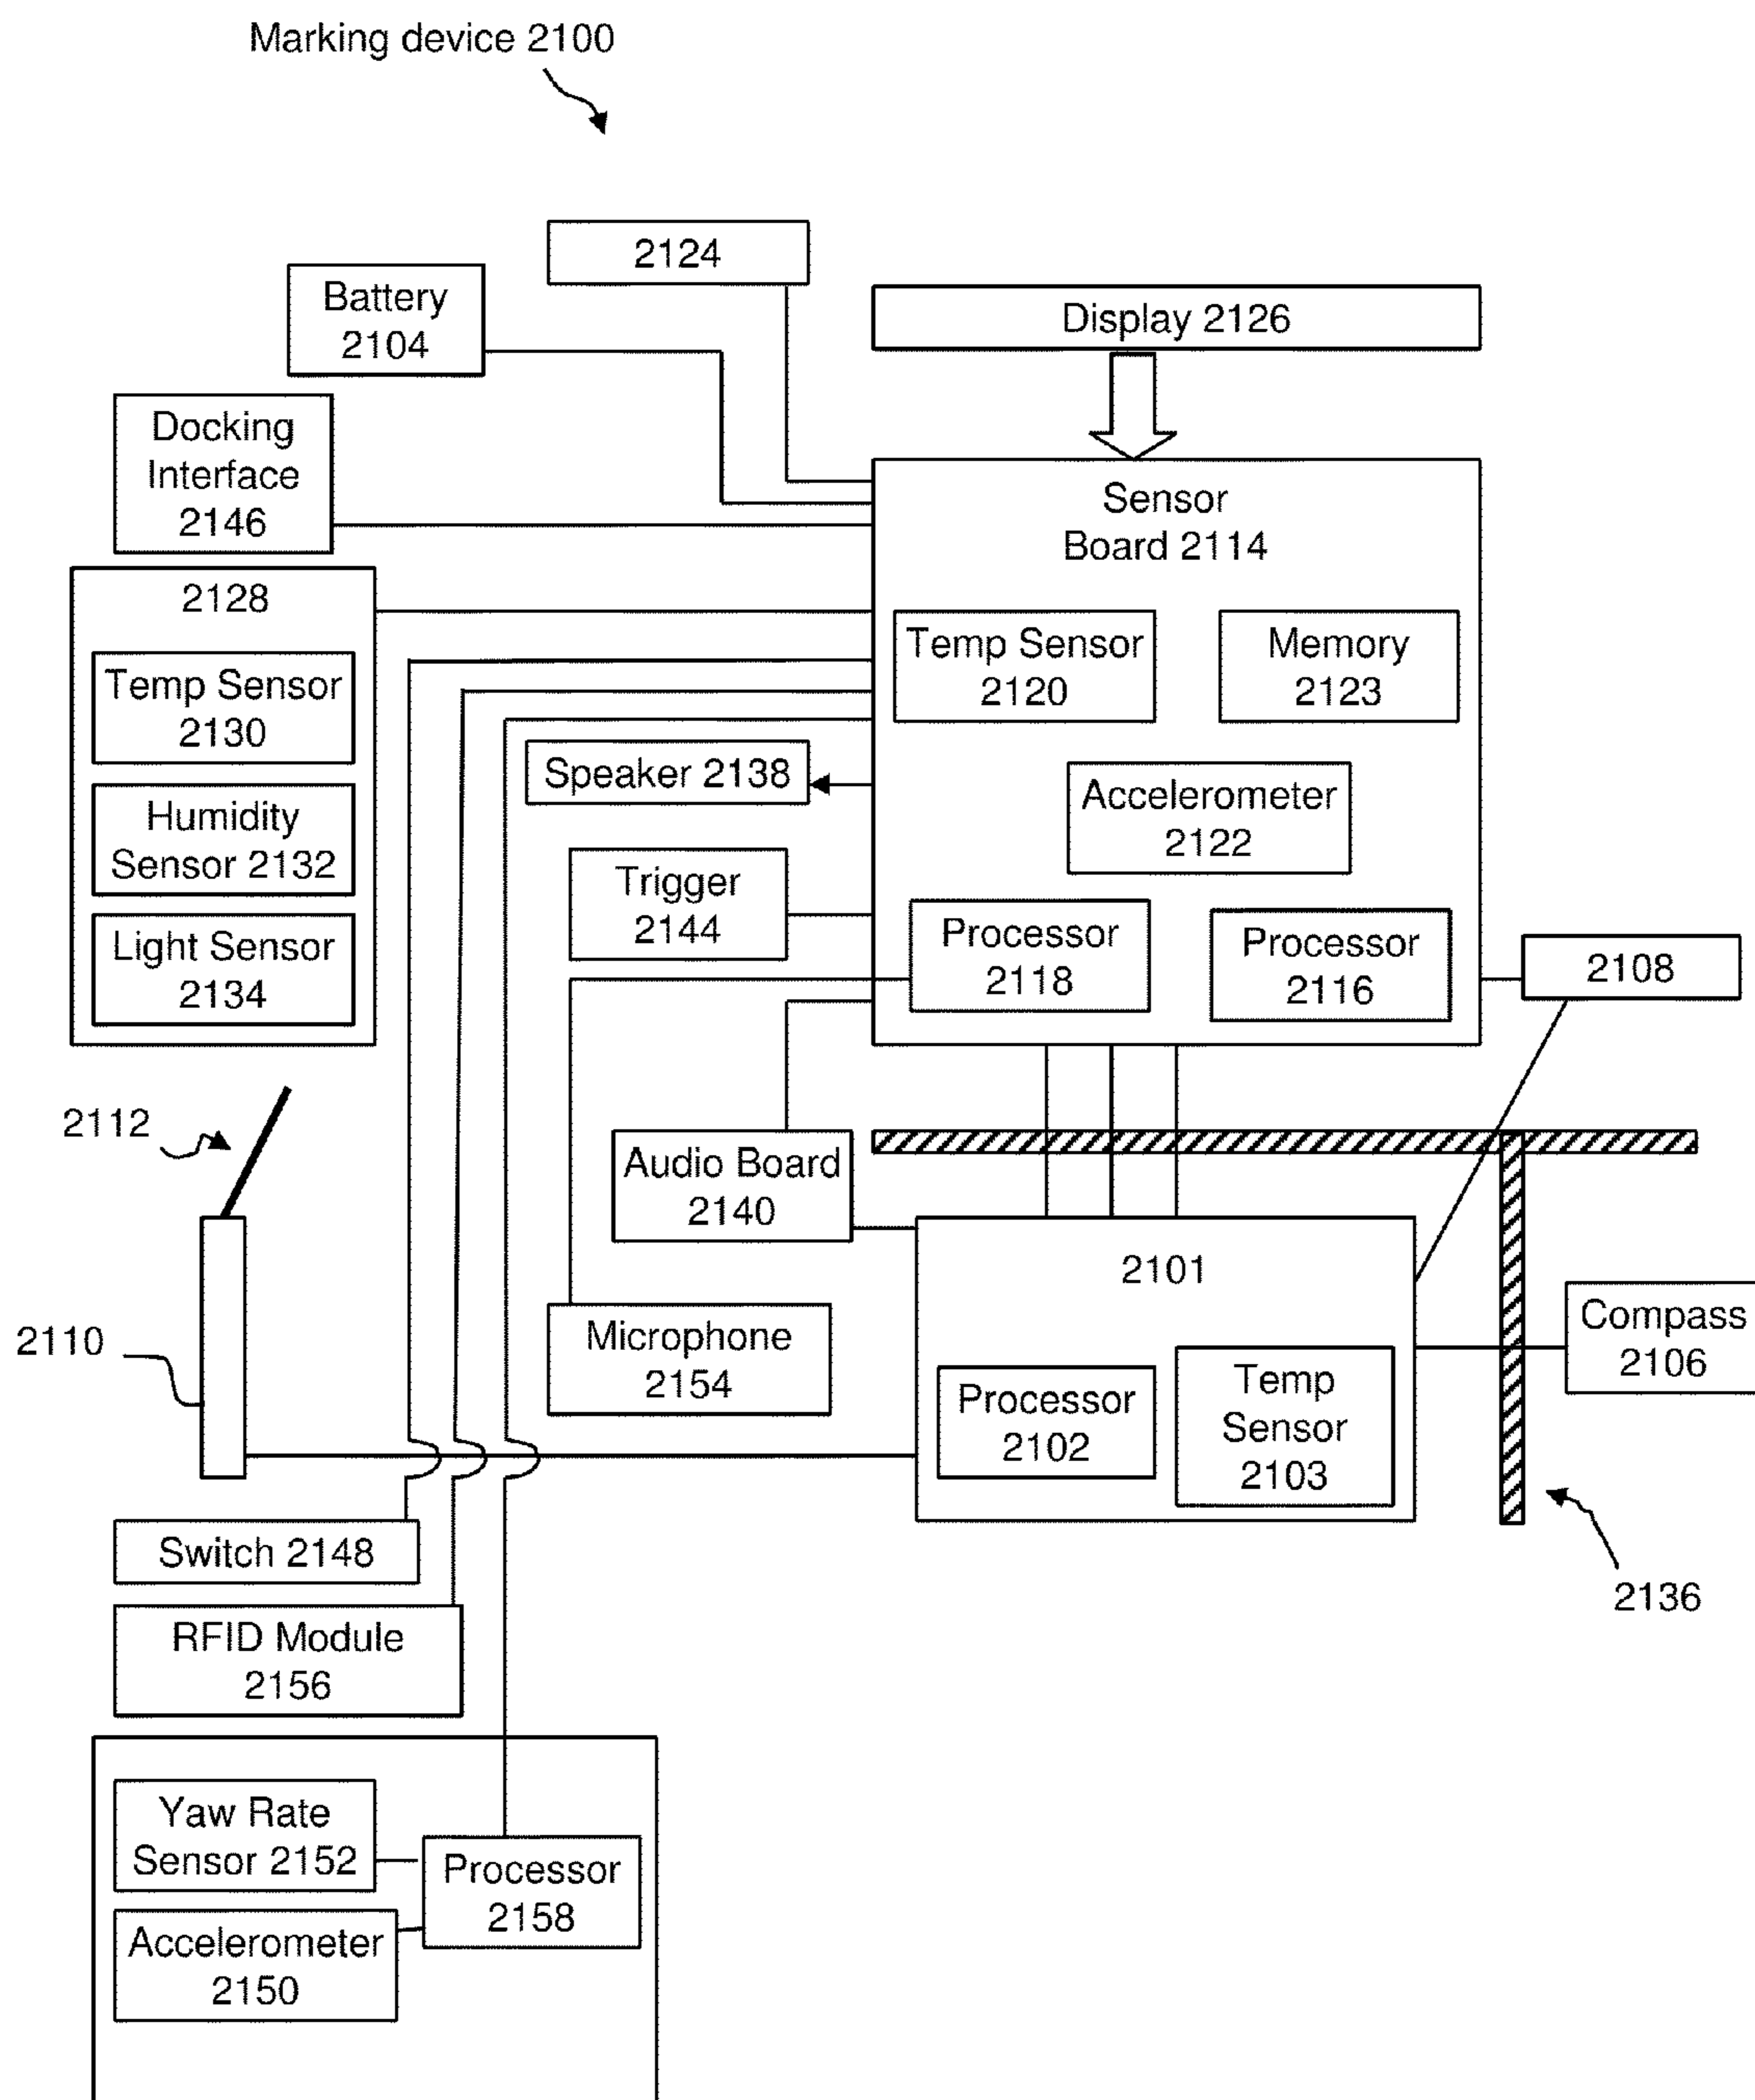 Marking device 2100
2124
Battery
2104
Display 2126
Docking
Interface
2146
Sensor
Board 2114
2128
Temp Sensor
2130
Humidity
Sensor 2132
Light Sensor
2134
Temp Sensor
2120
Memory
2123
Speaker 2138
Accelerometer
2122
Trigger
2144
Processor
2118
Processor
2116
2108
2112
Audio Board
2140
2101
2110
Microphone
2154
Processor
2102
Temp
Sensor
2103
Compass
2106
Switch 2148
2136
RFID Module
2156
Yaw Rate
Sensor 2152
Processor
2158
Accelerometer
2150